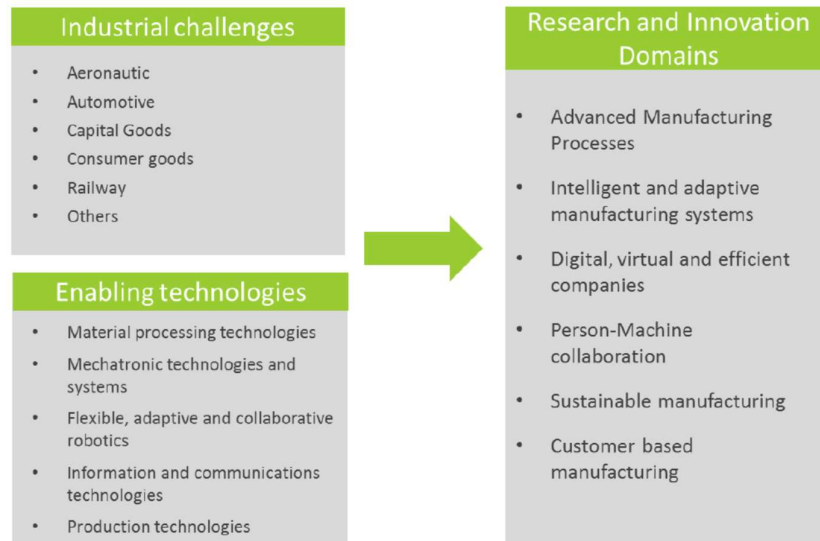 Industrial challenges
• Aeronautic
• Automotive
• Capital Goods
• Consumer goods
• Railway
• Others
Enabling technologies
• Material processing technologies
• Mechatronic technologies and
systems
• Flexible, adaptive and collaborative
robotics
• Information and communications
technologies
• Production technologies
Research and Innovation
Domains
• Advanced Manufacturing
Processes
• Intelligent and adaptive
manufacturing systems
• Digital, virtual and efficient
companies
• Person-Machine
collaboration
• Sustainable manufacturing
• Customer based
manufacturing